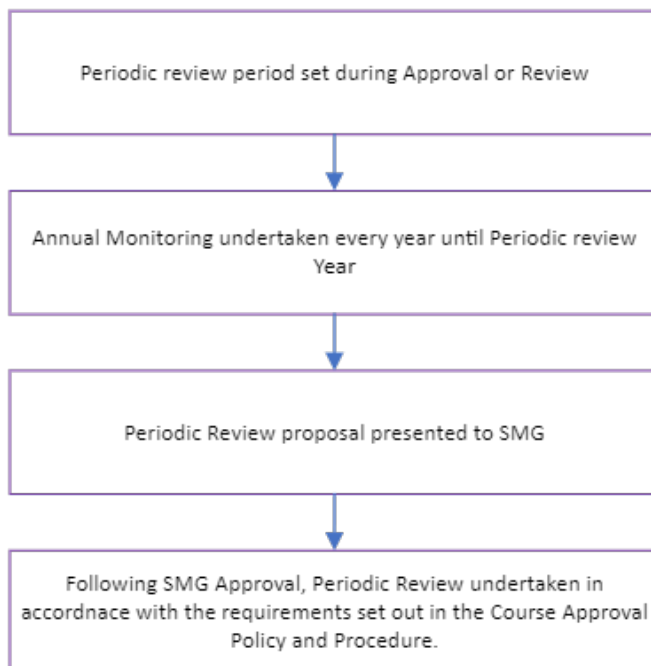 Periodic review period set during Approval or Review
Annual Monitoring undertaken every year until Periodic review
Year
Periodic Review proposal presented to SMG
Following SMG Approval, Periodic Review undertaken in
accordnace with the requirements set out in the Course Approval
Policy and Procedure.